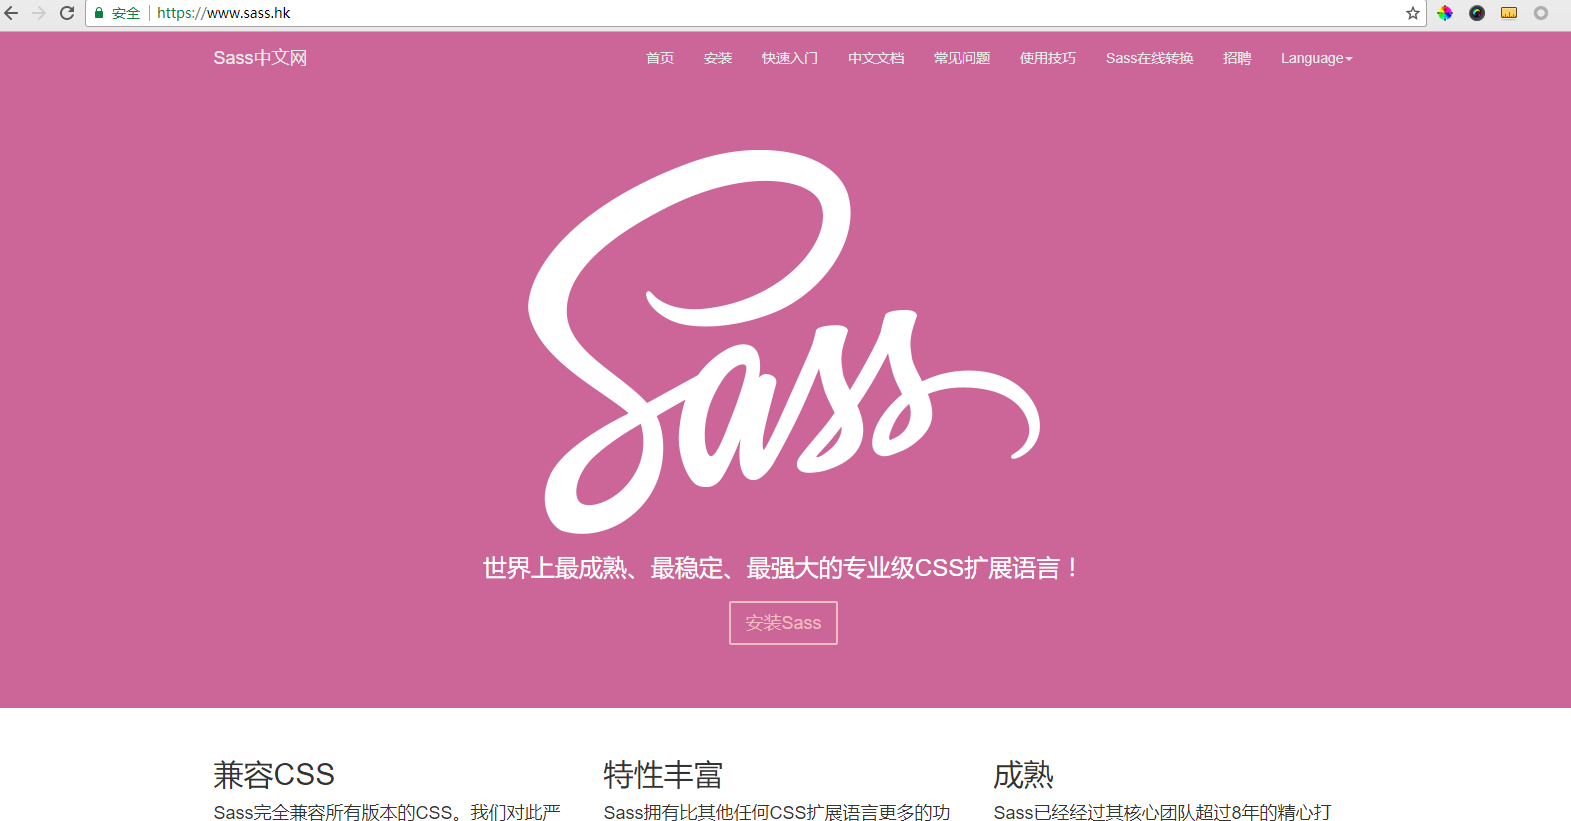 安全 https://www.sass.hk
Sass中文网 首页 安装 快速入门 中文文档 常见问题 使用技巧 Sass在线转换 招聘 Language
Sass
世界上最成熟、最稳定、最强大的专业级CSS扩展语言！
安装Sass
兼容CSS
Sass完全兼容所有版本的CSS。我们对此严
特性丰富
Sass拥有比其他任何CSS扩展语言更多的功
成熟
Sass已经经过其核心团队超过8年的精心打